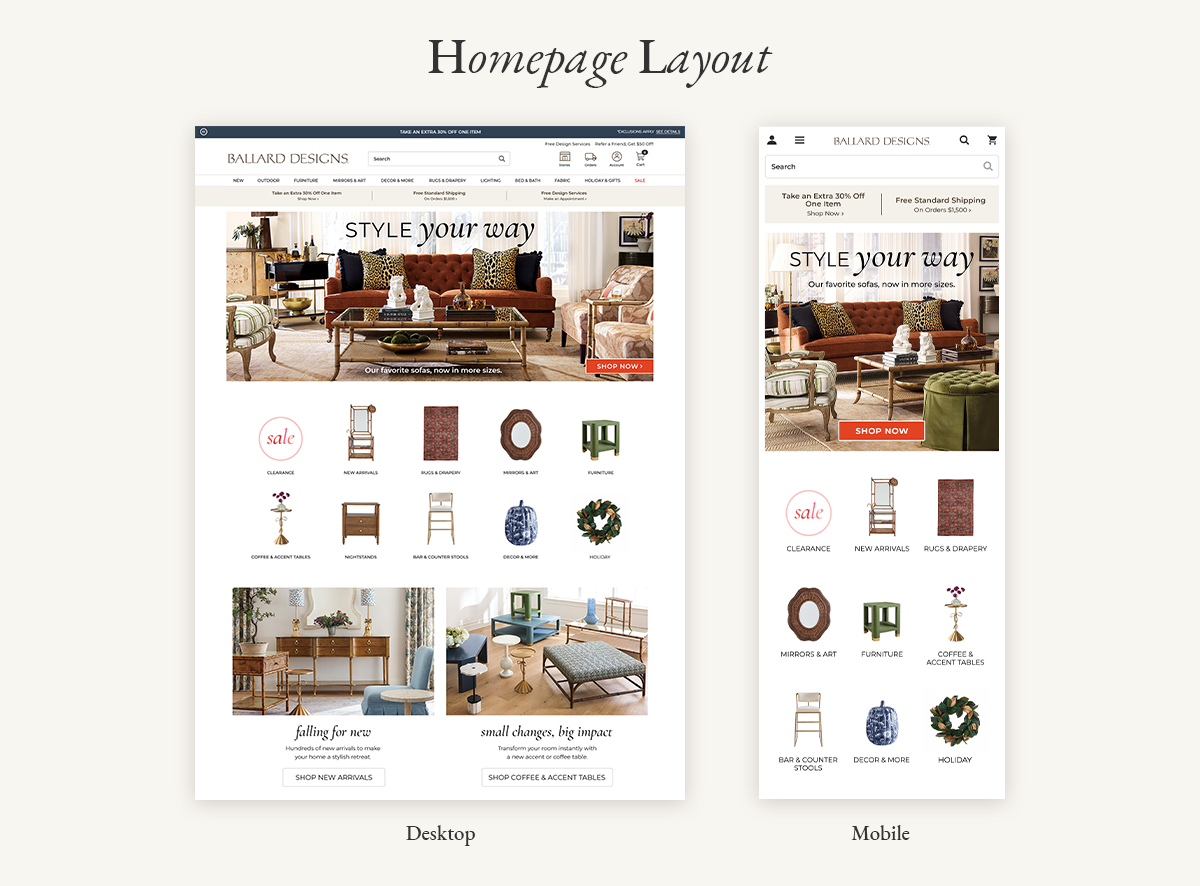 Homepage Layout
TAKE AN EXTRA 30% OFF ONE ITEM
*EXCLUSIONS APPLY SEE DETAILS
Free Design Services Refer a Friend, Get $50 Off!
BALLARD DESIGNS
Search
Stores Orders Account Cart
NEW OUTDOOR FURNITURE MIRRORS & ART DECOR & MORE RUGS & DRAPERY LIGHTING BED & BATH FABRIC HOLIDAY & GIFTS SALE
Take an Extra 30% Off One Item
Shop Now >
Free Standard Shipping
On Orders $1,500 >
Free Design Services
Make an Appointment >
STYLE your way
Our favorite sofas, now in more sizes.
SHOP NOW >
sale
CLEARANCE
NEW ARRIVALS
RUGS & DRAPERY
MIRRORS & ART
FURNITURE
COFFEE & ACCENT TABLES
NIGHTSTANDS
BAR & COUNTER STOOLS
DECOR & MORE
HOLIDAY
falling for new
Hundreds of new arrivals to make
your home a stylish retreat.
SHOP NEW ARRIVALS
small changes, big impact
Transform your room instantly with
a new accent or coffee table.
SHOP COFFEE & ACCENT TABLES
Desktop
BALLARD DESIGNS
Search
Take an Extra 30% Off
One Item
Shop Now >
Free Standard Shipping
On Orders $1,500 >
STYLE your way
Our favorite sofas, now in more sizes.
SHOP NOW
sale
CLEARANCE
NEW ARRIVALS
RUGS & DRAPERY
MIRRORS & ART
FURNITURE
COFFEE &
ACCENT TABLES
BAR & COUNTER
STOOLS
DECOR & MORE
HOLIDAY
Mobile